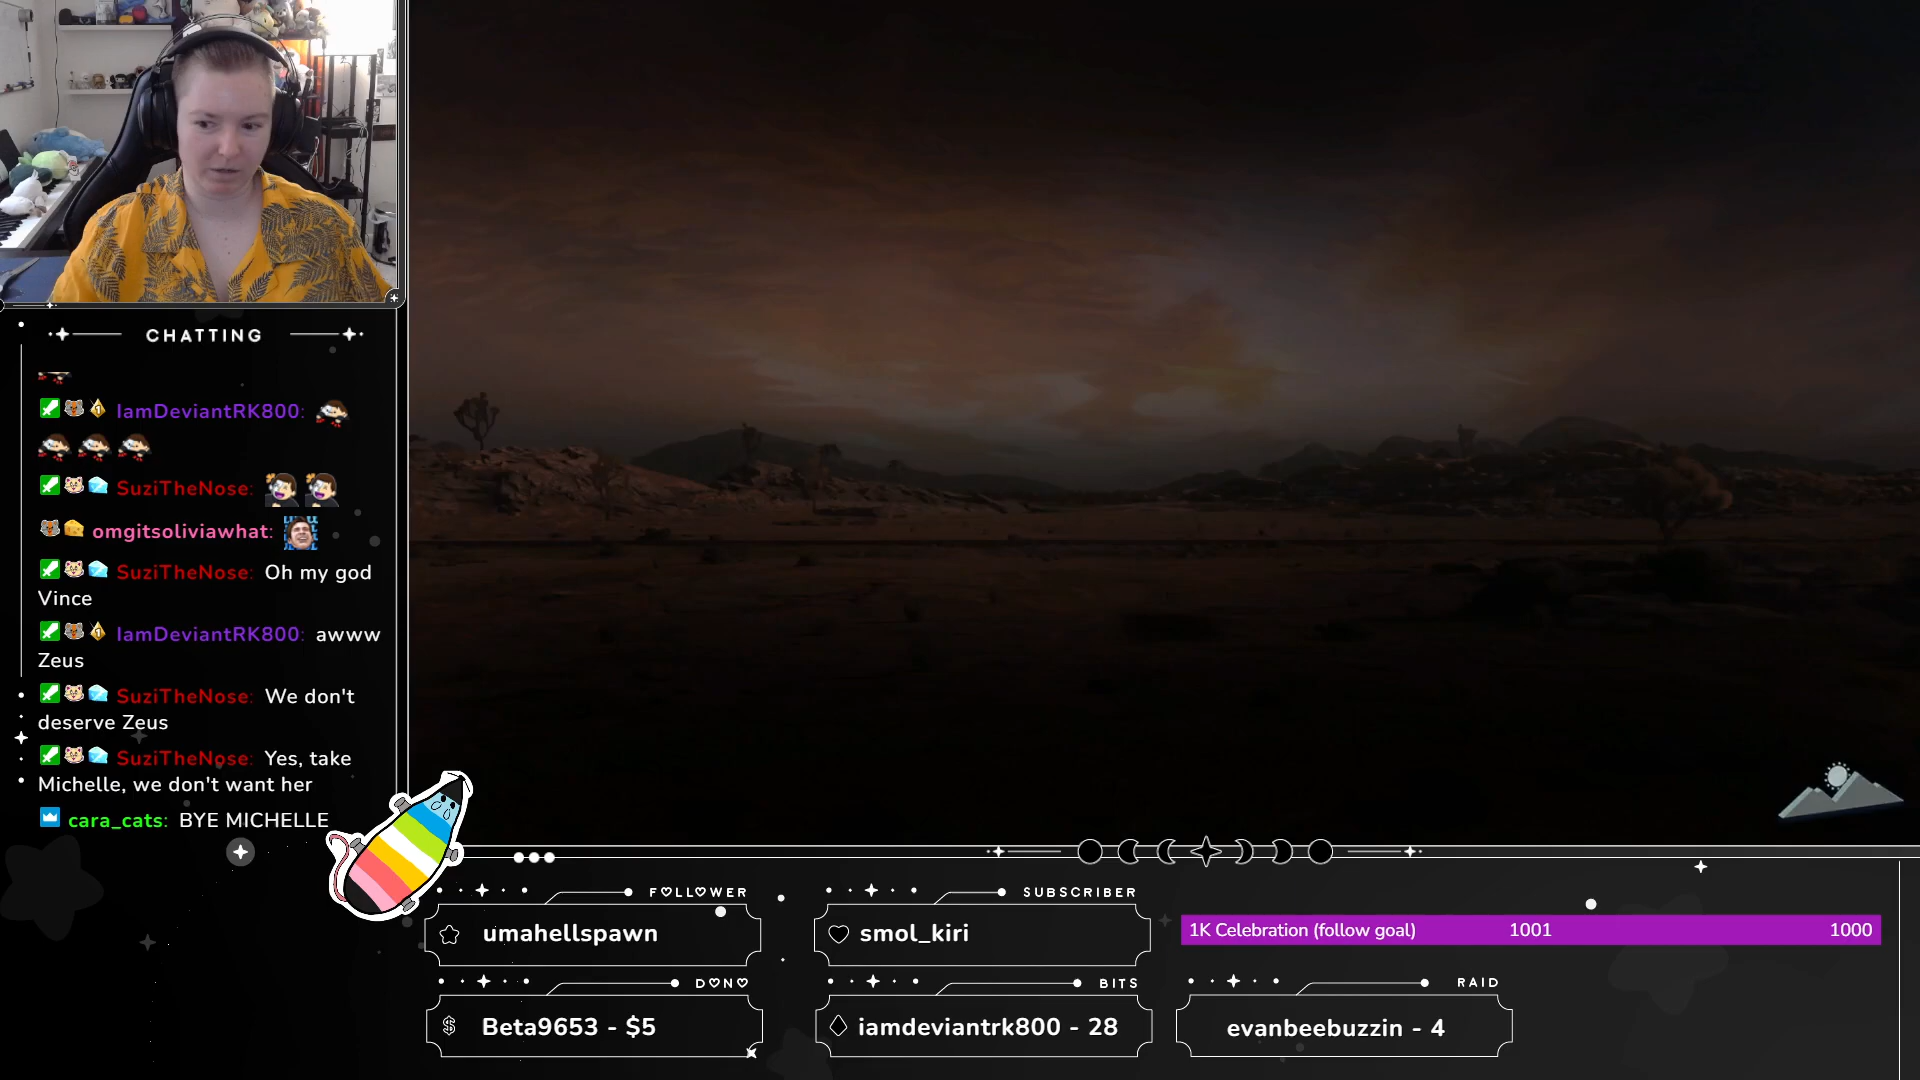 CHATTING
IamDeviantRK800:
SuziTheNose:
omgitsoliviawhat:
SuziTheNose: Oh my god
Vince
IamDeviantRK800: awww
Zeus
SuziTheNose: We don't
deserve Zeus
SuziTheNose: Yes, take
Michelle, we don't want her
cara_cats: BYE MICHELLE
FOLLOWER
umahellspawn
SUBSCRIBER
smol_kiri
1K Celebration (follow goal) 1001 1000
DONO
Beta9653 - $5
BITS
iamdeviantrk800 - 28
RAID
evanbeebuzzin - 4